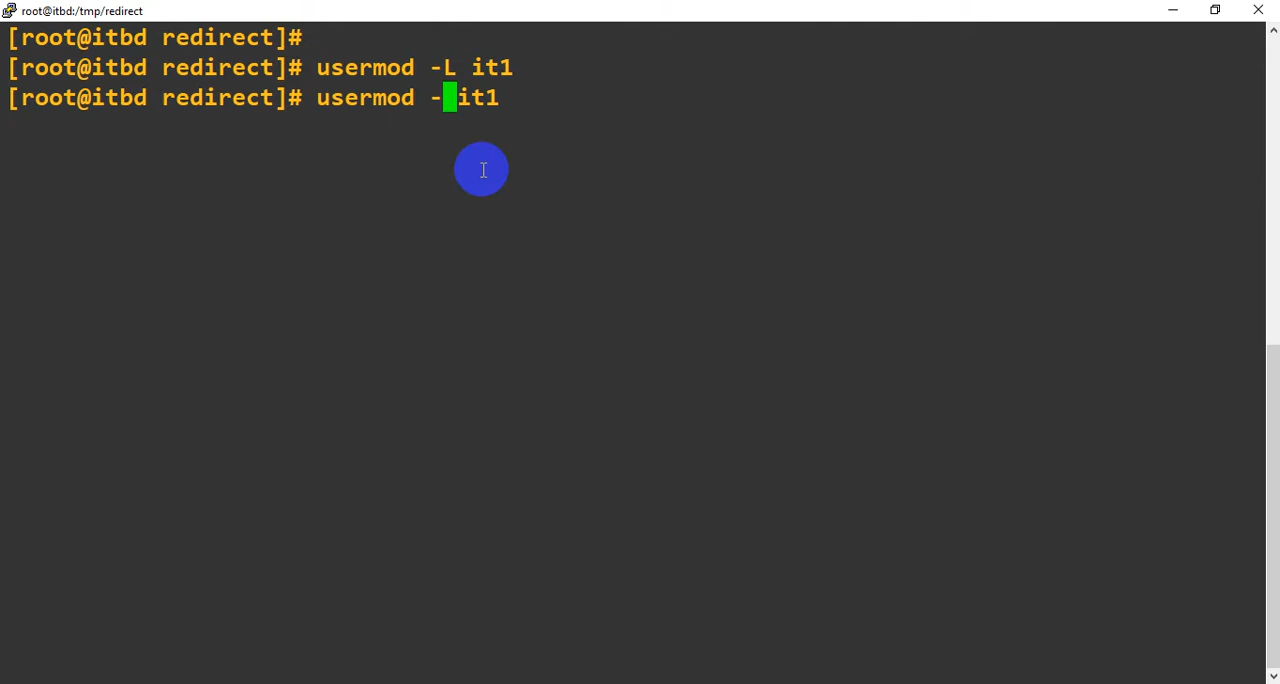 root@itbd:/tmp/redirect
[root@itbd redirect]#
[root@itbd redirect]# usermod -L it1
[root@itbd redirect]# usermod - it1